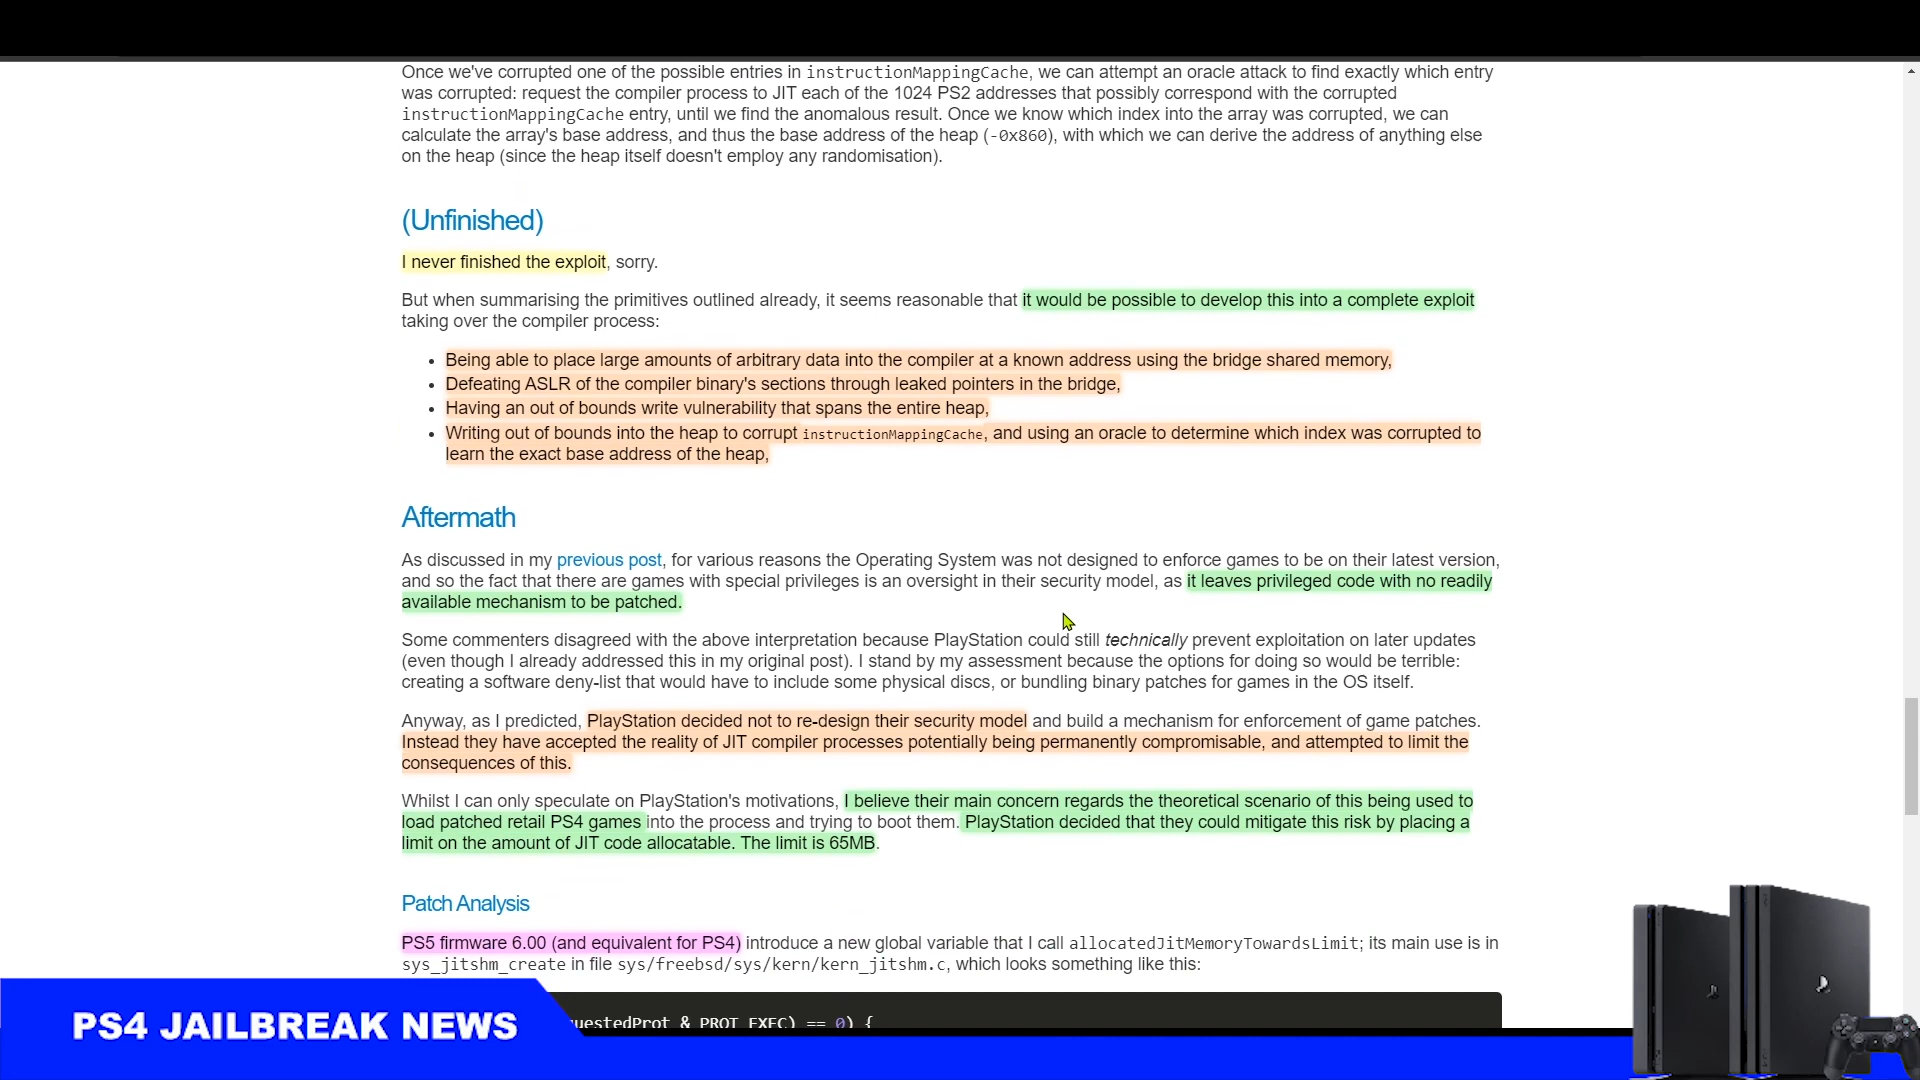 Once we've corrupted one of the possible entries in instructionMappingCache, we can attempt an oracle attack to find exactly which entry
was corrupted: request the compiler process to JIT each of the 1024 PS2 addresses that possibly correspond with the corrupted
instructionMappingCache entry, until we find the anomalous result. Once we know which index into the array was corrupted, we can
calculate the array's base address, and thus the base address of the heap (-0x860), with which we can derive the address of anything else
on the heap (since the heap itself doesn't employ any randomisation).
(Unfinished)
I never finished the exploit, sorry.
But when summarising the primitives outlined already, it seems reasonable that it would be possible to develop this into a complete exploit
taking over the compiler process:
• Being able to place large amounts of arbitrary data into the compiler at a known address using the bridge shared memory,
• Defeating ASLR of the compiler binary's sections through leaked pointers in the bridge,
• Having an out of bounds write vulnerability that spans the entire heap,
• Writing out of bounds into the heap to corrupt instructionMappingCache, and using an oracle to determine which index was corrupted to
learn the exact base address of the heap,
Aftermath
As discussed in my previous post, for various reasons the Operating System was not designed to enforce games to be on their latest version,
and so the fact that there are games with special privileges is an oversight in their security model, as it leaves privileged code with no readily
available mechanism to be patched.
Some commenters disagreed with the above interpretation because PlayStation could still technically prevent exploitation on later updates
(even though I already addressed this in my original post). I stand by my assessment because the options for doing so would be terrible:
creating a software deny-list that would have to include some physical discs, or bundling binary patches for games in the OS itself.
Anyway, as I predicted, PlayStation decided not to re-design their security model and build a mechanism for enforcement of game patches.
Instead they have accepted the reality of JIT compiler processes potentially being permanently compromisable, and attempted to limit the
consequences of this.
Whilst I can only speculate on PlayStation's motivations, I believe their main concern regards the theoretical scenario of this being used to
load patched retail PS4 games into the process and trying to boot them. PlayStation decided that they could mitigate this risk by placing a
limit on the amount of JIT code allocatable. The limit is 65MB.
Patch Analysis
PS5 firmware 6.00 (and equivalent for PS4) introduce a new global variable that I call allocatedJitMemoryTowardsLimit; its main use is in
sys_jitshm_create in file sys/freebsd/sys/kern/kern_jitshm.c, which looks something like this:
uestedProt & PROT_EXEC) == 0) {
PS4 JAILBREAK NEWS